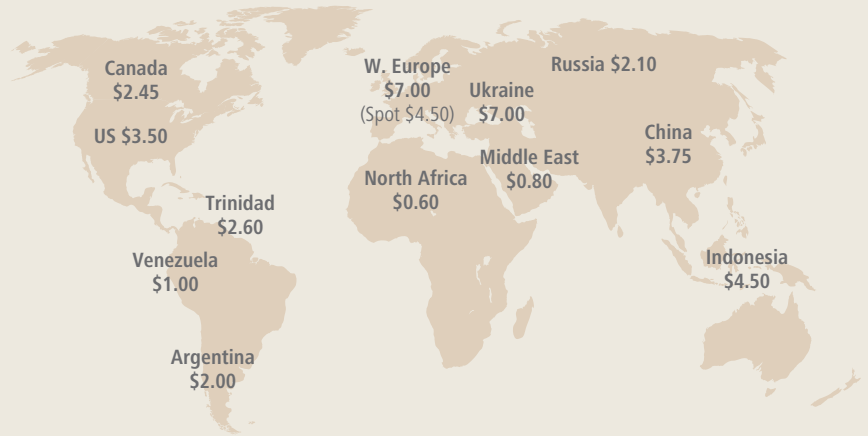 Canada
$2.45
US $3.50
Trinidad
$2.60
Venezuela
$1.00
Argentina
$2.00
W. Europe
$7.00
(Spot $4.50)
Ukraine
$7.00
Russia $2.10
North Africa
$0.60
Middle East
$0.80
China
$3.75
Indonesia
$4.50